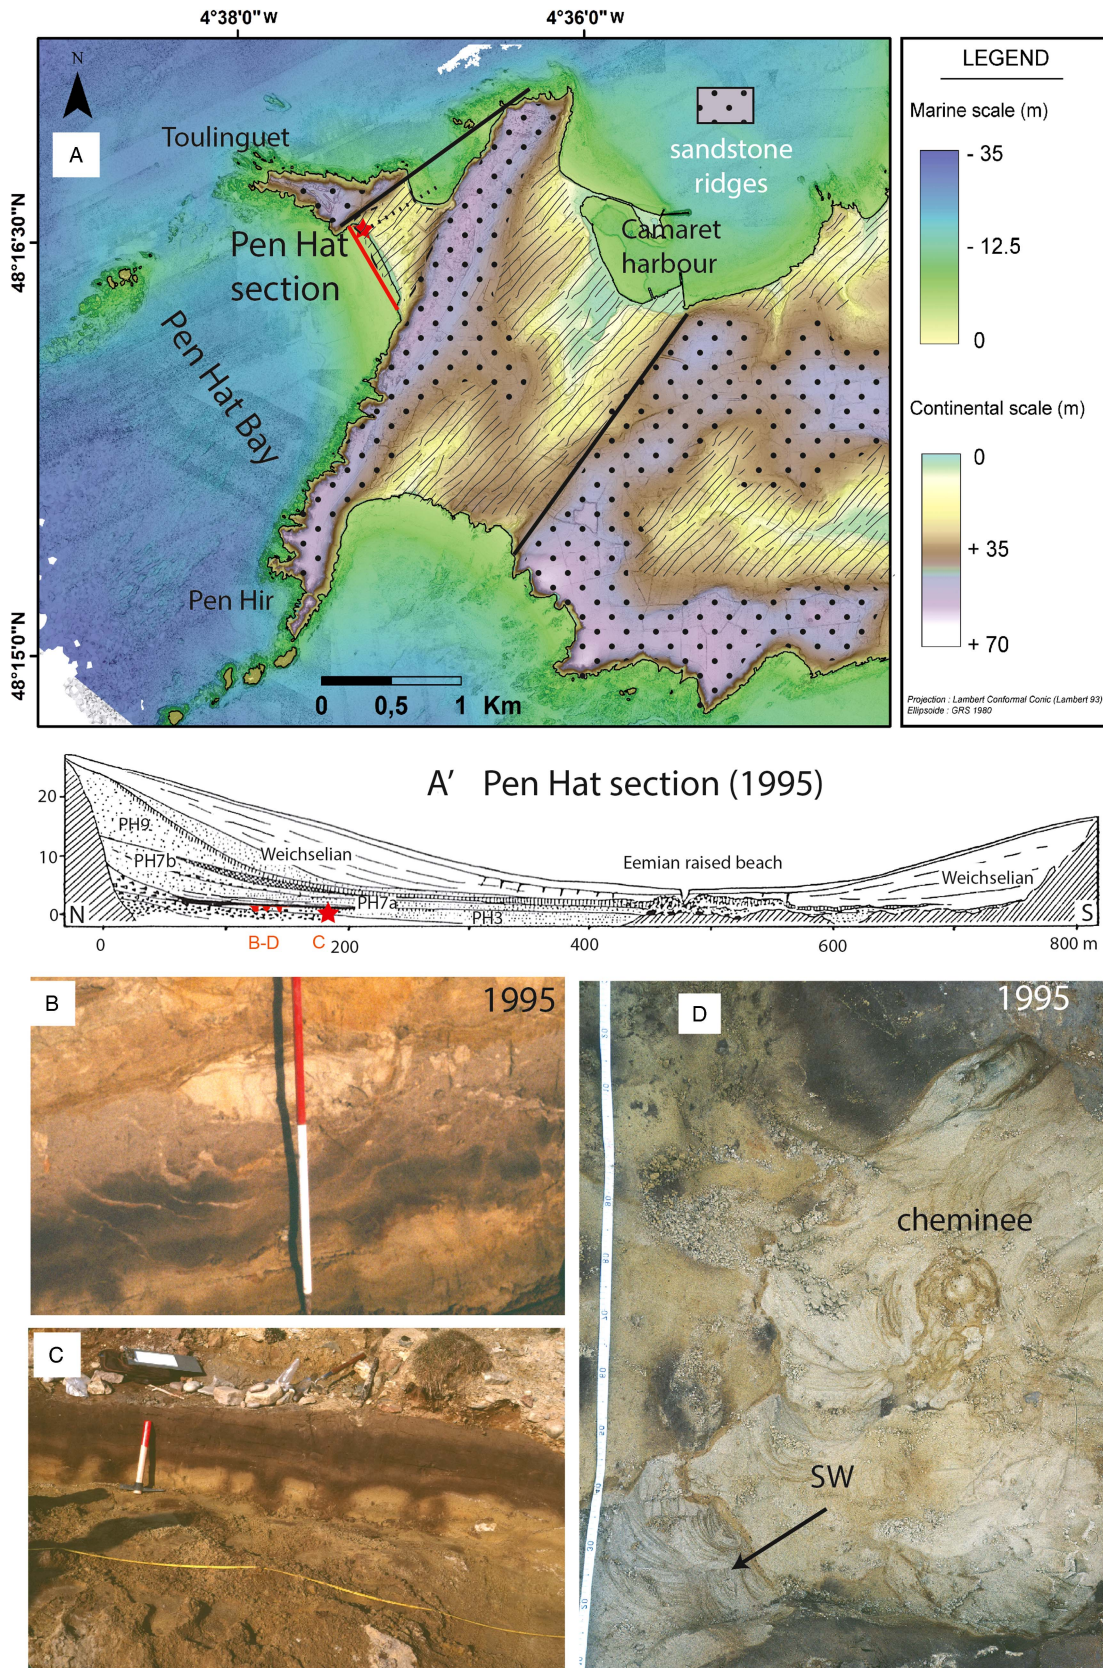 4°38'0"W
4°36'0"W
N
A
Toulinguet
sandstone
ridges
Camaret
harbour
Pen Hat
section
Pen Hat Bay
Pen Hir
48°16'30"N
48°15'0"N
0 0,5 1 Km
LEGEND
Marine scale (m)
- 35
- 12.5
0
Continental scale (m)
0
+ 35
+ 70
Projection : Lambert Conformal Conic (Lambert 93)
Ellipsoide : GRS 1980
A' Pen Hat section (1995)
20
10
0
PH9
PH7b
Weichselian
PH7a
PH3
Eemian raised beach
Weichselian
N
S
0
B-D
C
200
400
600
800 m
B
1995
C
D
1995
cheminee
SW